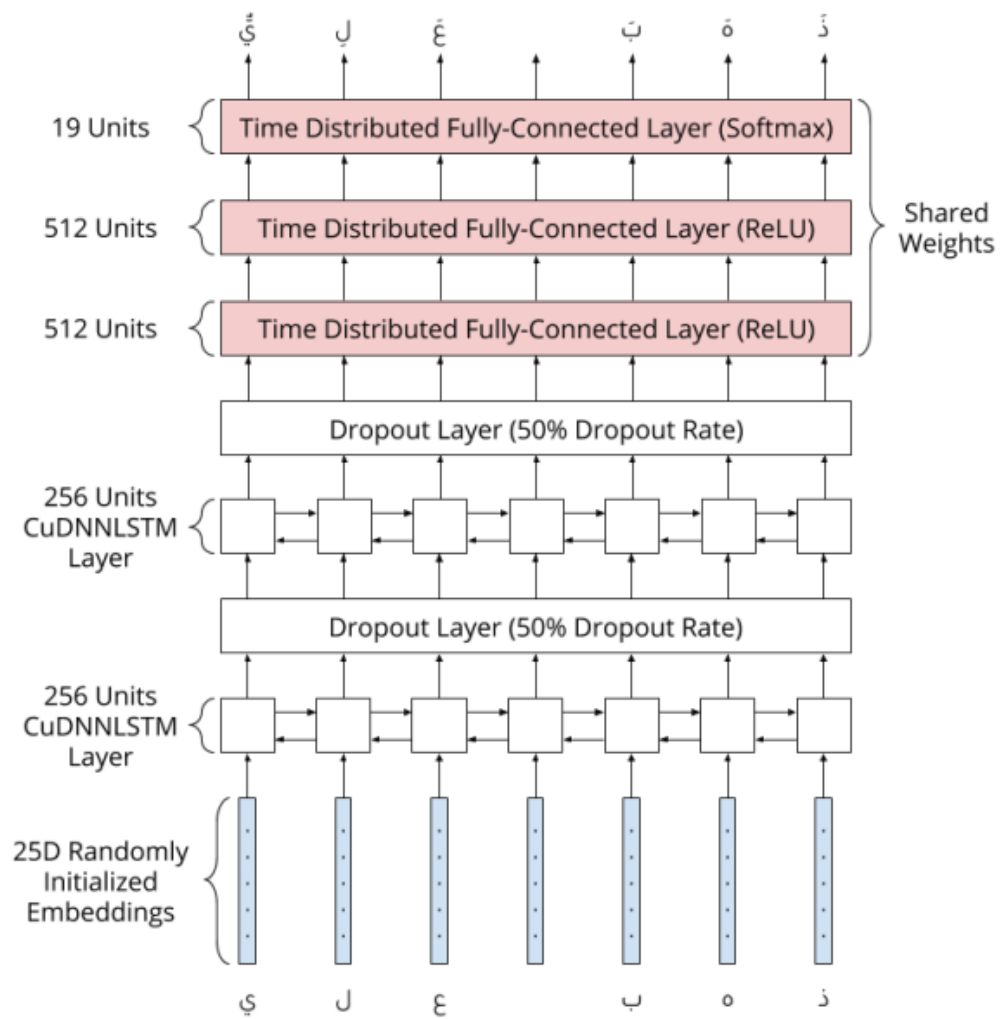 ذَ هَ بَ عَ لِ يٌّ
19 Units
Time Distributed Fully-Connected Layer (Softmax)
512 Units
Time Distributed Fully-Connected Layer (ReLU)
Shared
Weights
512 Units
Time Distributed Fully-Connected Layer (ReLU)
Dropout Layer (50% Dropout Rate)
256 Units
CuDNNLSTM
Layer
Dropout Layer (50% Dropout Rate)
256 Units
CuDNNLSTM
Layer
25D Randomly
Initialized
Embeddings
ذ ه ب ع ل ي